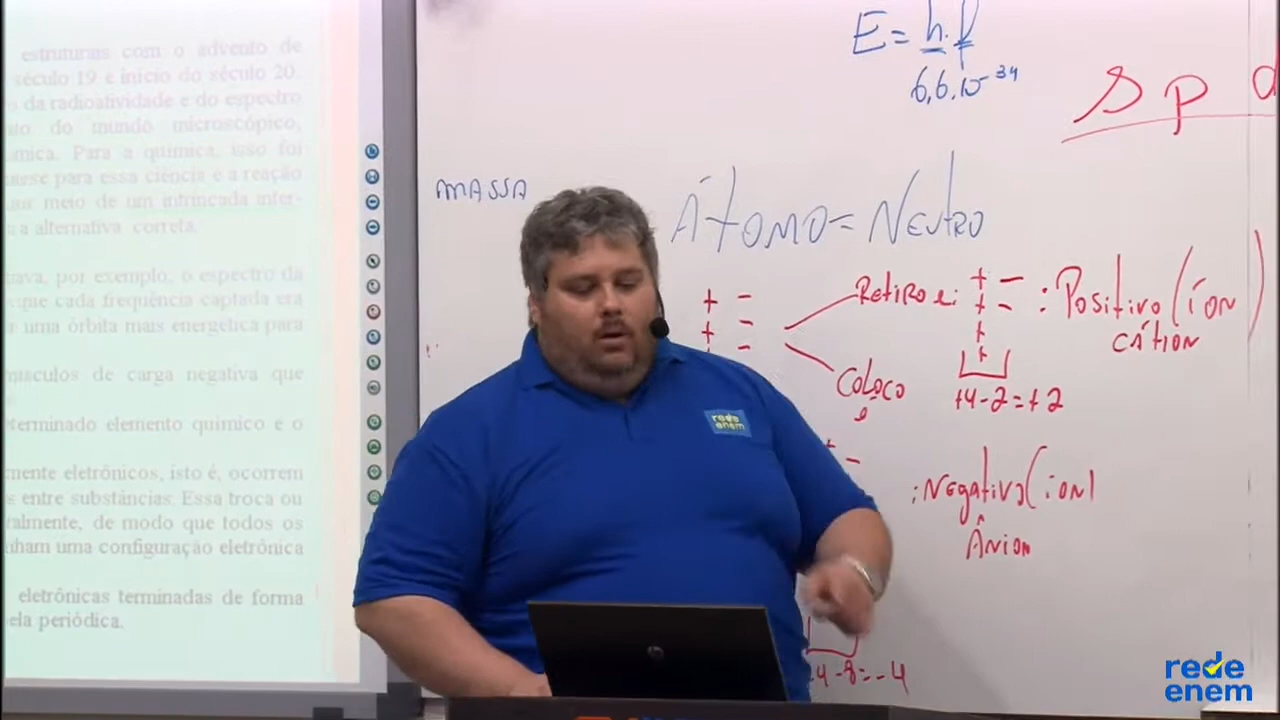 estruturais com o advento de
século 19 e início do século 20.
da radioatividade e do espectro
do mundo microscópico,
Para a química, isso foi
para essa ciência e a reação
meio de um intrincada inter-
a alternativa correta.
por exemplo, o espectro da
que cada frequência captada era
uma órbita mais energética para
de carga negativa que
elemento químico e o
eletrônicos, isto é, ocorrem
entre substâncias. Essa troca ou
de modo que todos os
uma configuração eletrônica
eletrônicas terminadas de forma
periódica.
E = h.f
6,6.10^-34
s p d
MASSA
ÁTOMO = NEUTRO
+ -
+ -
-
RETIRO ei
+ -
+ -
+
+
: Positivo (íon)
CÁTION
+4-2=+2
COLOCO
e
-
: Negativo (íon)
Ânion
4-8=-4
rede
enem
rede
enem